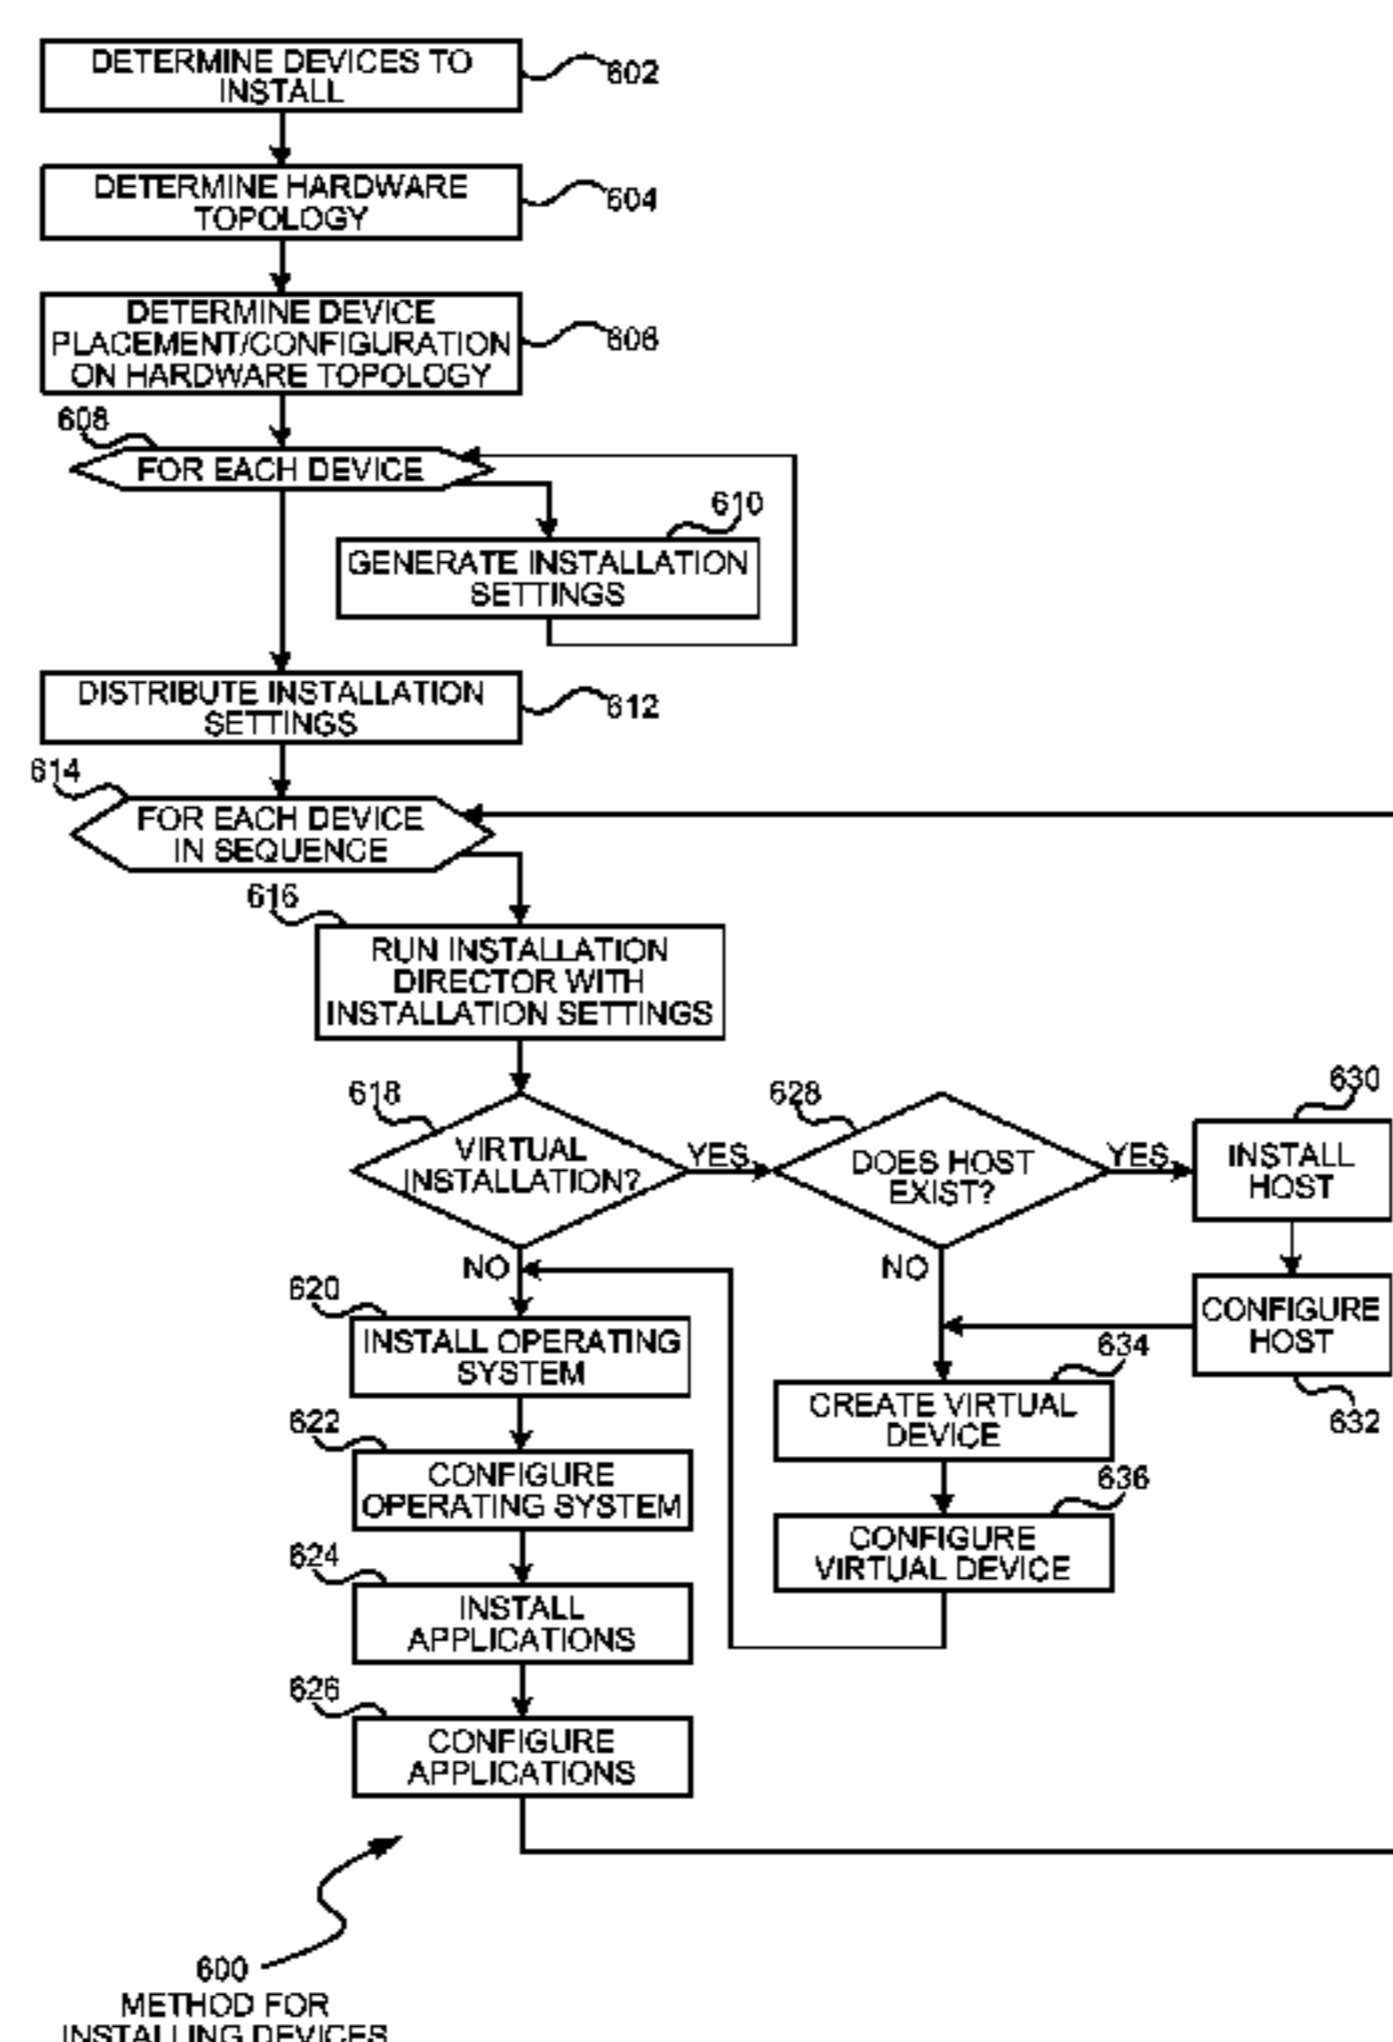 DETERMINE DEVICES TO
INSTALL
602
DETERMINE HARDWARE
TOPOLOGY
604
DETERMINE DEVICE
PLACEMENT/CONFIGURATION
ON HARDWARE TOPOLOGY
606
608
FOR EACH DEVICE
610
GENERATE INSTALLATION
SETTINGS
DISTRIBUTE INSTALLATION
SETTINGS
612
614
FOR EACH DEVICE
IN SEQUENCE
616
RUN INSTALLATION
DIRECTOR WITH
INSTALLATION SETTINGS
618
VIRTUAL
INSTALLATION?
YES
628
DOES HOST
EXIST?
YES
630
INSTALL
HOST
NO
NO
CONFIGURE
HOST
632
620
INSTALL OPERATING
SYSTEM
634
CREATE VIRTUAL
DEVICE
622
CONFIGURE
OPERATING SYSTEM
636
CONFIGURE
VIRTUAL DEVICE
624
INSTALL
APPLICATIONS
626
CONFIGURE
APPLICATIONS
600
METHOD FOR
INSTALLING DEVICES